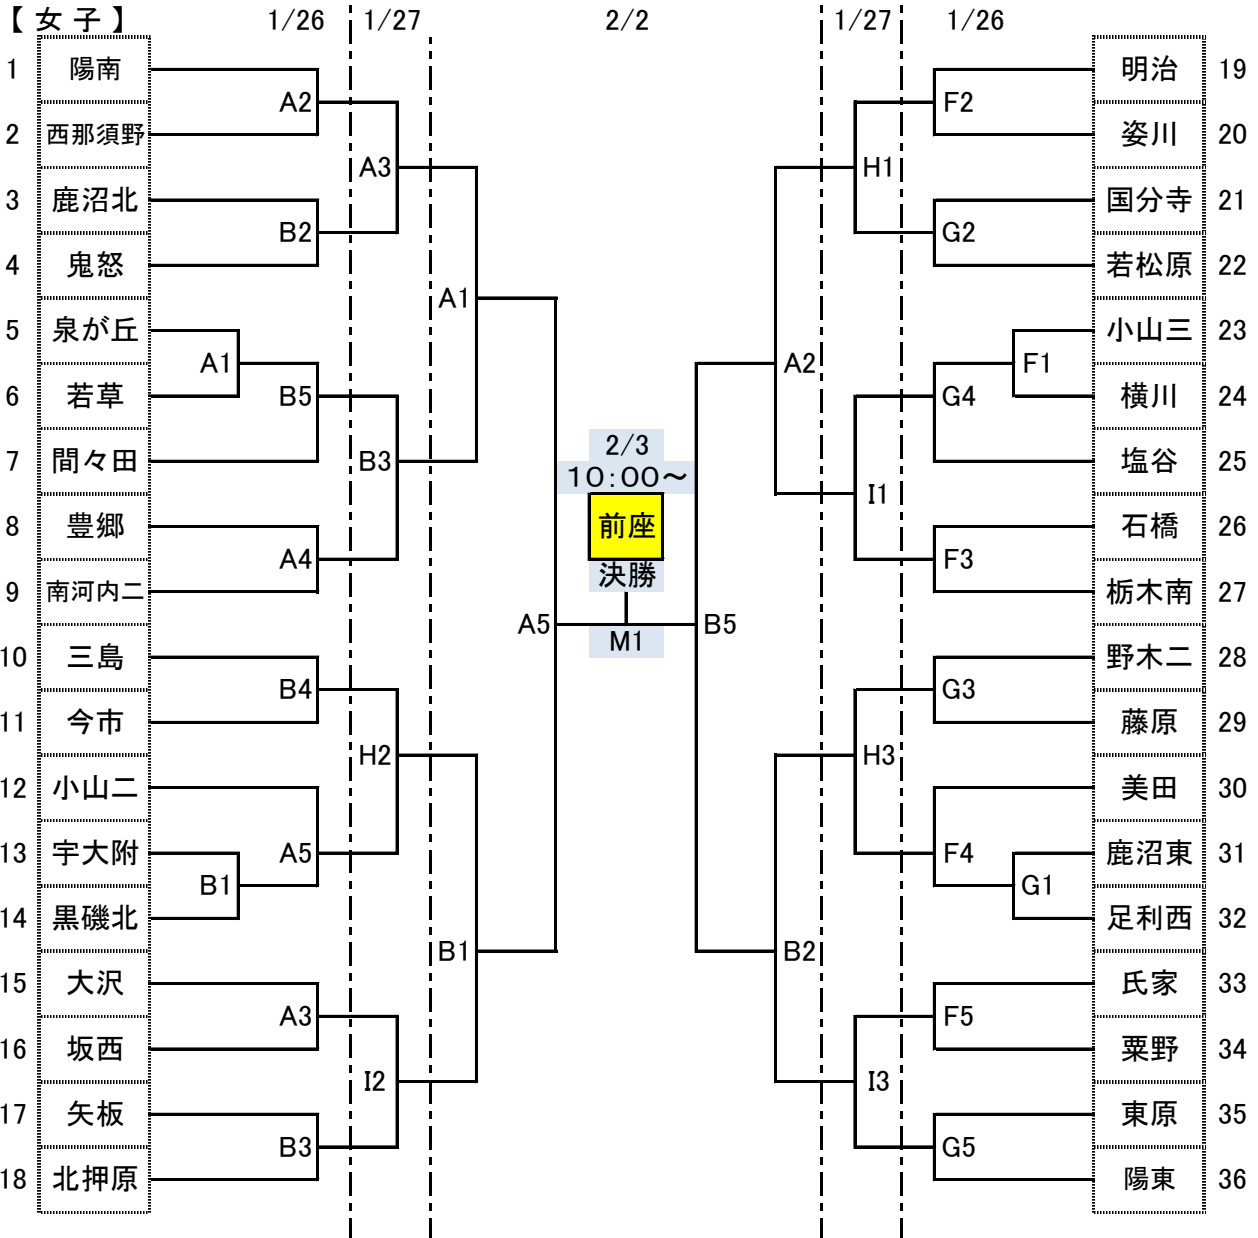 【 女 子 】 1/26 1/27 2/2 1/27 1/26
1 陽南 明治 19
A2 F2
2 西那須野 姿川 20
A3 H1
3 鹿沼北 国分寺 21
B2 G2
4 鬼怒 若松原 22
A1
5 泉が丘 小山三 23
A1 A2 F1
6 若草 B5 G4 横川 24
2/3
7 間々田 B3 塩谷 25
10:00～
I1
8 豊郷 前座 石橋 26
A4 F3
決勝
9 南河内二 栃木南 27
A5 B5
M1
10 三島 野木二 28
B4 G3
11 今市 藤原 29
H2 H3
12 小山二 美田 30
13 宇大附 A5 F4 鹿沼東 31
B1 G1
14 黒磯北 足利西 32
B1 B2
15 大沢 氏家 33
A3 F5
16 坂西 粟野 34
I2 I3
17 矢板 東原 35
B3 G5
18 北押原 陽東 36